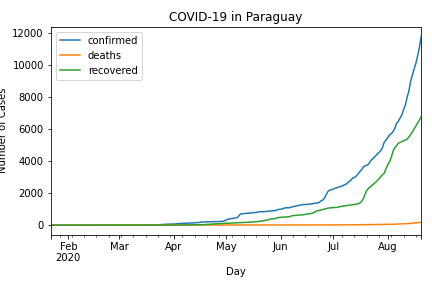 COVID-19 in Paraguay
12000
10000
8000
6000
4000
2000
0
Number of Cases
confirmed
deaths
recovered
Feb
2020
Mar
Apr
May
Jun
Jul
Aug
Day